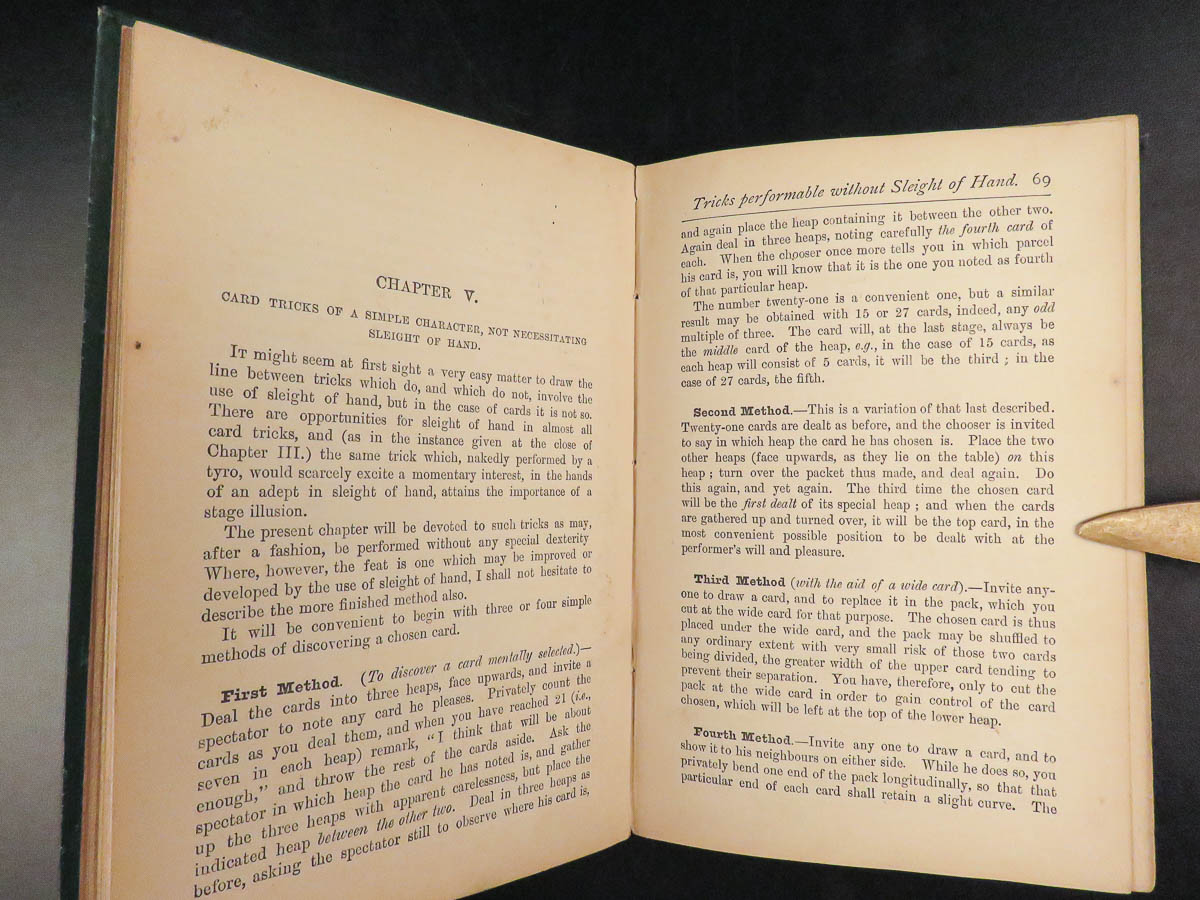 CHAPTER V.
CARD TRICKS OF A SIMPLE CHARACTER, NOT NECESSITATING
SLEIGHT OF HAND.
IT might seem at first sight a very easy matter to draw the
line between tricks which do, and which do not, involve the
use of sleight of hand, but in the case of cards it is not so.
There are opportunities for sleight of hand in almost all
card tricks, and (as in the instance given at the close of
Chapter III.) the same trick which, nakedly performed by a
tyro, would scarcely excite a momentary interest, in the hands
of an adept in sleight of hand, attains the importance of a
stage illusion.
The present chapter will be devoted to such tricks as may,
after a fashion, be performed without any special dexterity
Where, however, the feat is one which may be improved or
developed by the use of sleight of hand, I shall not hesitate to
describe the more finished method also.
It will be convenient to begin with three or four simple
methods of discovering a chosen card.
First Method. (To discover a card mentally selected.)—
Deal the cards into three heaps, face upwards, and invite a
spectator to note any card he pleases. Privately count the
cards as you deal them, and when you have reached 21 (i.e.,
seven in each heap) remark, "I think that will be about
enough," and throw the rest of the cards aside. Ask the
spectator in which heap the card he has noted is, and gather
up the three heaps with apparent carelessness, but place the
indicated heap between the other two. Deal in three heaps as
before, asking the spectator still to observe where his card is,
Tricks performable without Sleight of Hand. 69
and again place the heap containing it between the other two.
Again deal in three heaps, noting carefully the fourth card of
each. When the chooser once more tells you in which parcel
his card is, you will know that it is the one you noted as fourth
of that particular heap.
The number twenty-one is a convenient one, but a similar
result may be obtained with 15 or 27 cards, indeed, any odd
multiple of three. The card will, at the last stage, always be
the middle card of the heap, e.g., in the case of 15 cards, as
each heap will consist of 5 cards, it will be the third ; in the
case of 27 cards, the fifth.
Second Method.—This is a variation of that last described.
Twenty-one cards are dealt as before, and the chooser is invited
to say in which heap the card he has chosen is. Place the two
other heaps (face upwards, as they lie on the table) on this
heap ; turn over the packet thus made, and deal again. Do
this again, and yet again. The third time the chosen card
will be the first dealt of its special heap ; and when the cards
are gathered up and turned over, it will be the top card, in the
most convenient possible position to be dealt with at the
performer's will and pleasure.
Third Method (with the aid of a wide card).—Invite any-
one to draw a card, and to replace it in the pack, which you
cut at the wide card for that purpose. The chosen card is thus
placed under the wide card, and the pack may be shuffled to
any ordinary extent with very small risk of those two cards
being divided, the greater width of the upper card tending to
prevent their separation. You have, therefore, only to cut the
pack at the wide card in order to gain control of the card
chosen, which will be left at the top of the lower heap.
Fourth Method.—Invite any one to draw a card, and to
show it to his neighbours on either side. While he does so, you
privately bend one end of the pack longitudinally, so that that
particular end of each card shall retain a slight curve. The